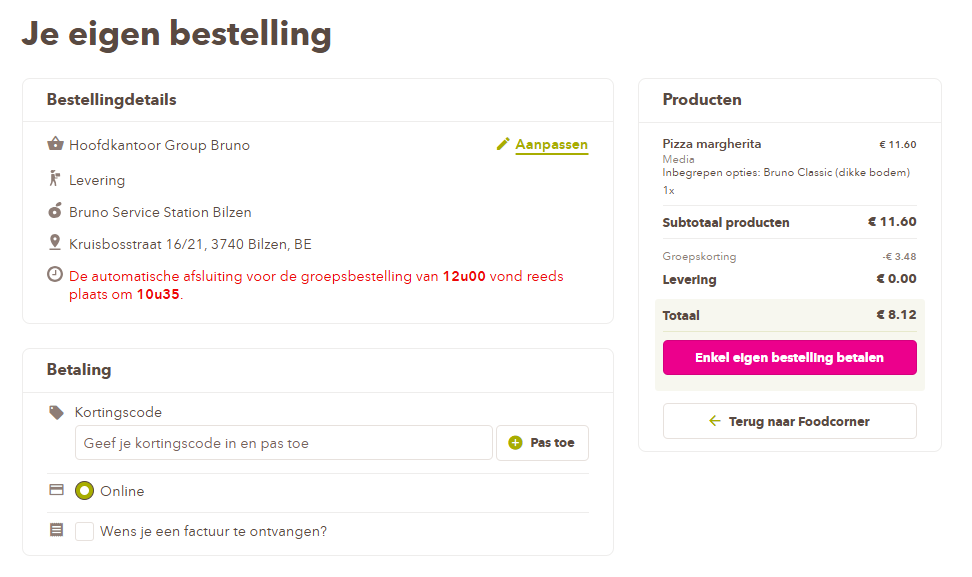 Je eigen bestelling
Bestellingdetails
Hoofdkantoor Group Bruno
Aanpassen
Levering
Bruno Service Station Bilzen
Kruisbosstraat 16/21, 3740 Bilzen, BE
De automatische afsluiting voor de groepsbestelling van 12u00 vond reeds
plaats om 10u35.
Betaling
Kortingscode
Geef je kortingscode in en pas toe
Pas toe
Online
Wens je een factuur te ontvangen?
Producten
Pizza margherita € 11.60
Media
Inbegrepen opties: Bruno Classic (dikke bodem)
1x
Subtotaal producten € 11.60
Groepskorting -€ 3.48
Levering € 0.00
Totaal € 8.12
Enkel eigen bestelling betalen
Terug naar Foodcorner